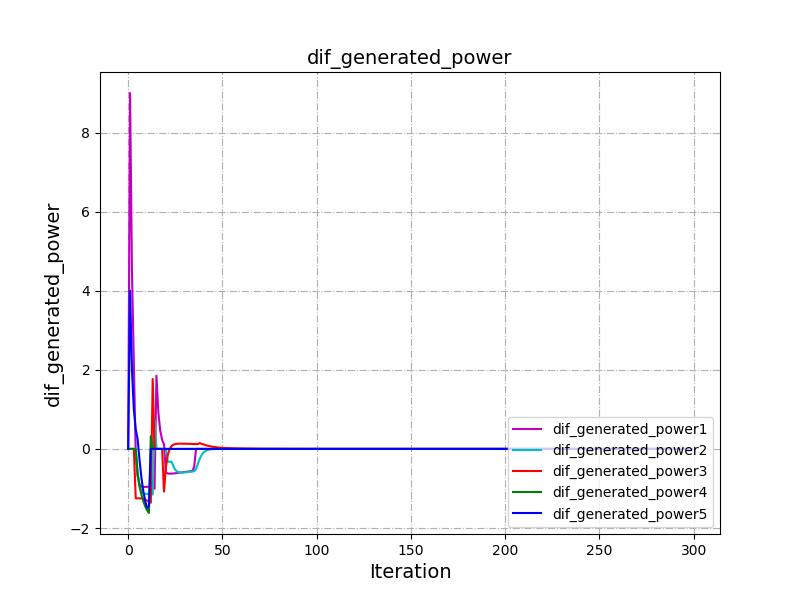 dif_generated_power
dif_generated_power
8
6
4
2
0
−2
dif_generated_power1
dif_generated_power2
dif_generated_power3
dif_generated_power4
dif_generated_power5
0 50 100 150 200 250 300
Iteration